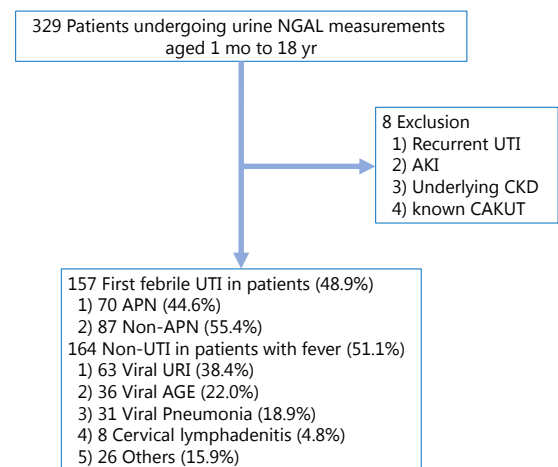 329 Patients undergoing urine NGAL measurements
aged 1 mo to 18 yr
8 Exclusion
1) Recurrent UTI
2) AKI
3) Underlying CKD
4) known CAKUT
157 First febrile UTI in patients (48.9%)
1) 70 APN (44.6%)
2) 87 Non-APN (55.4%)
164 Non-UTI in patients with fever (51.1%)
1) 63 Viral URI (38.4%)
2) 36 Viral AGE (22.0%)
3) 31 Viral Pneumonia (18.9%)
4) 8 Cervical lymphadenitis (4.8%)
5) 26 Others (15.9%)